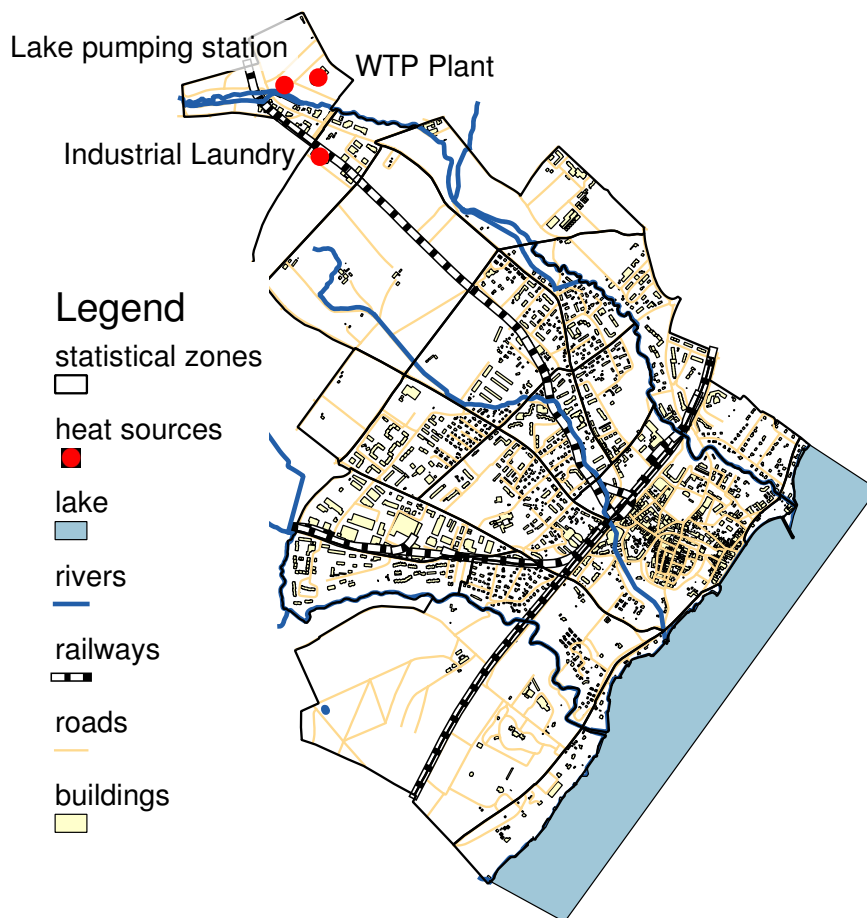 Lake pumping station
WTP Plant
Industrial Laundry
Legend
statistical zones
heat sources
lake
rivers
railways
roads
buildings